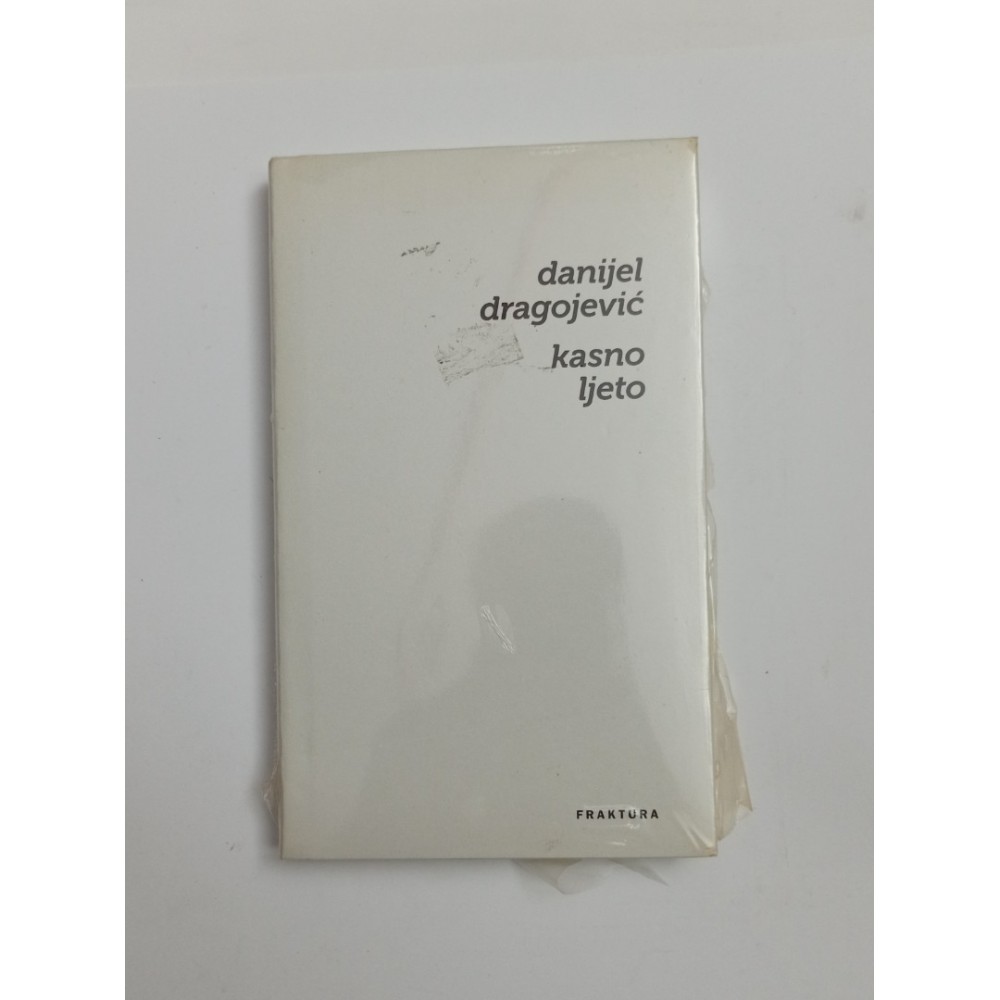 danijel
dragojević
kasno
ljeto
FRAKTURA